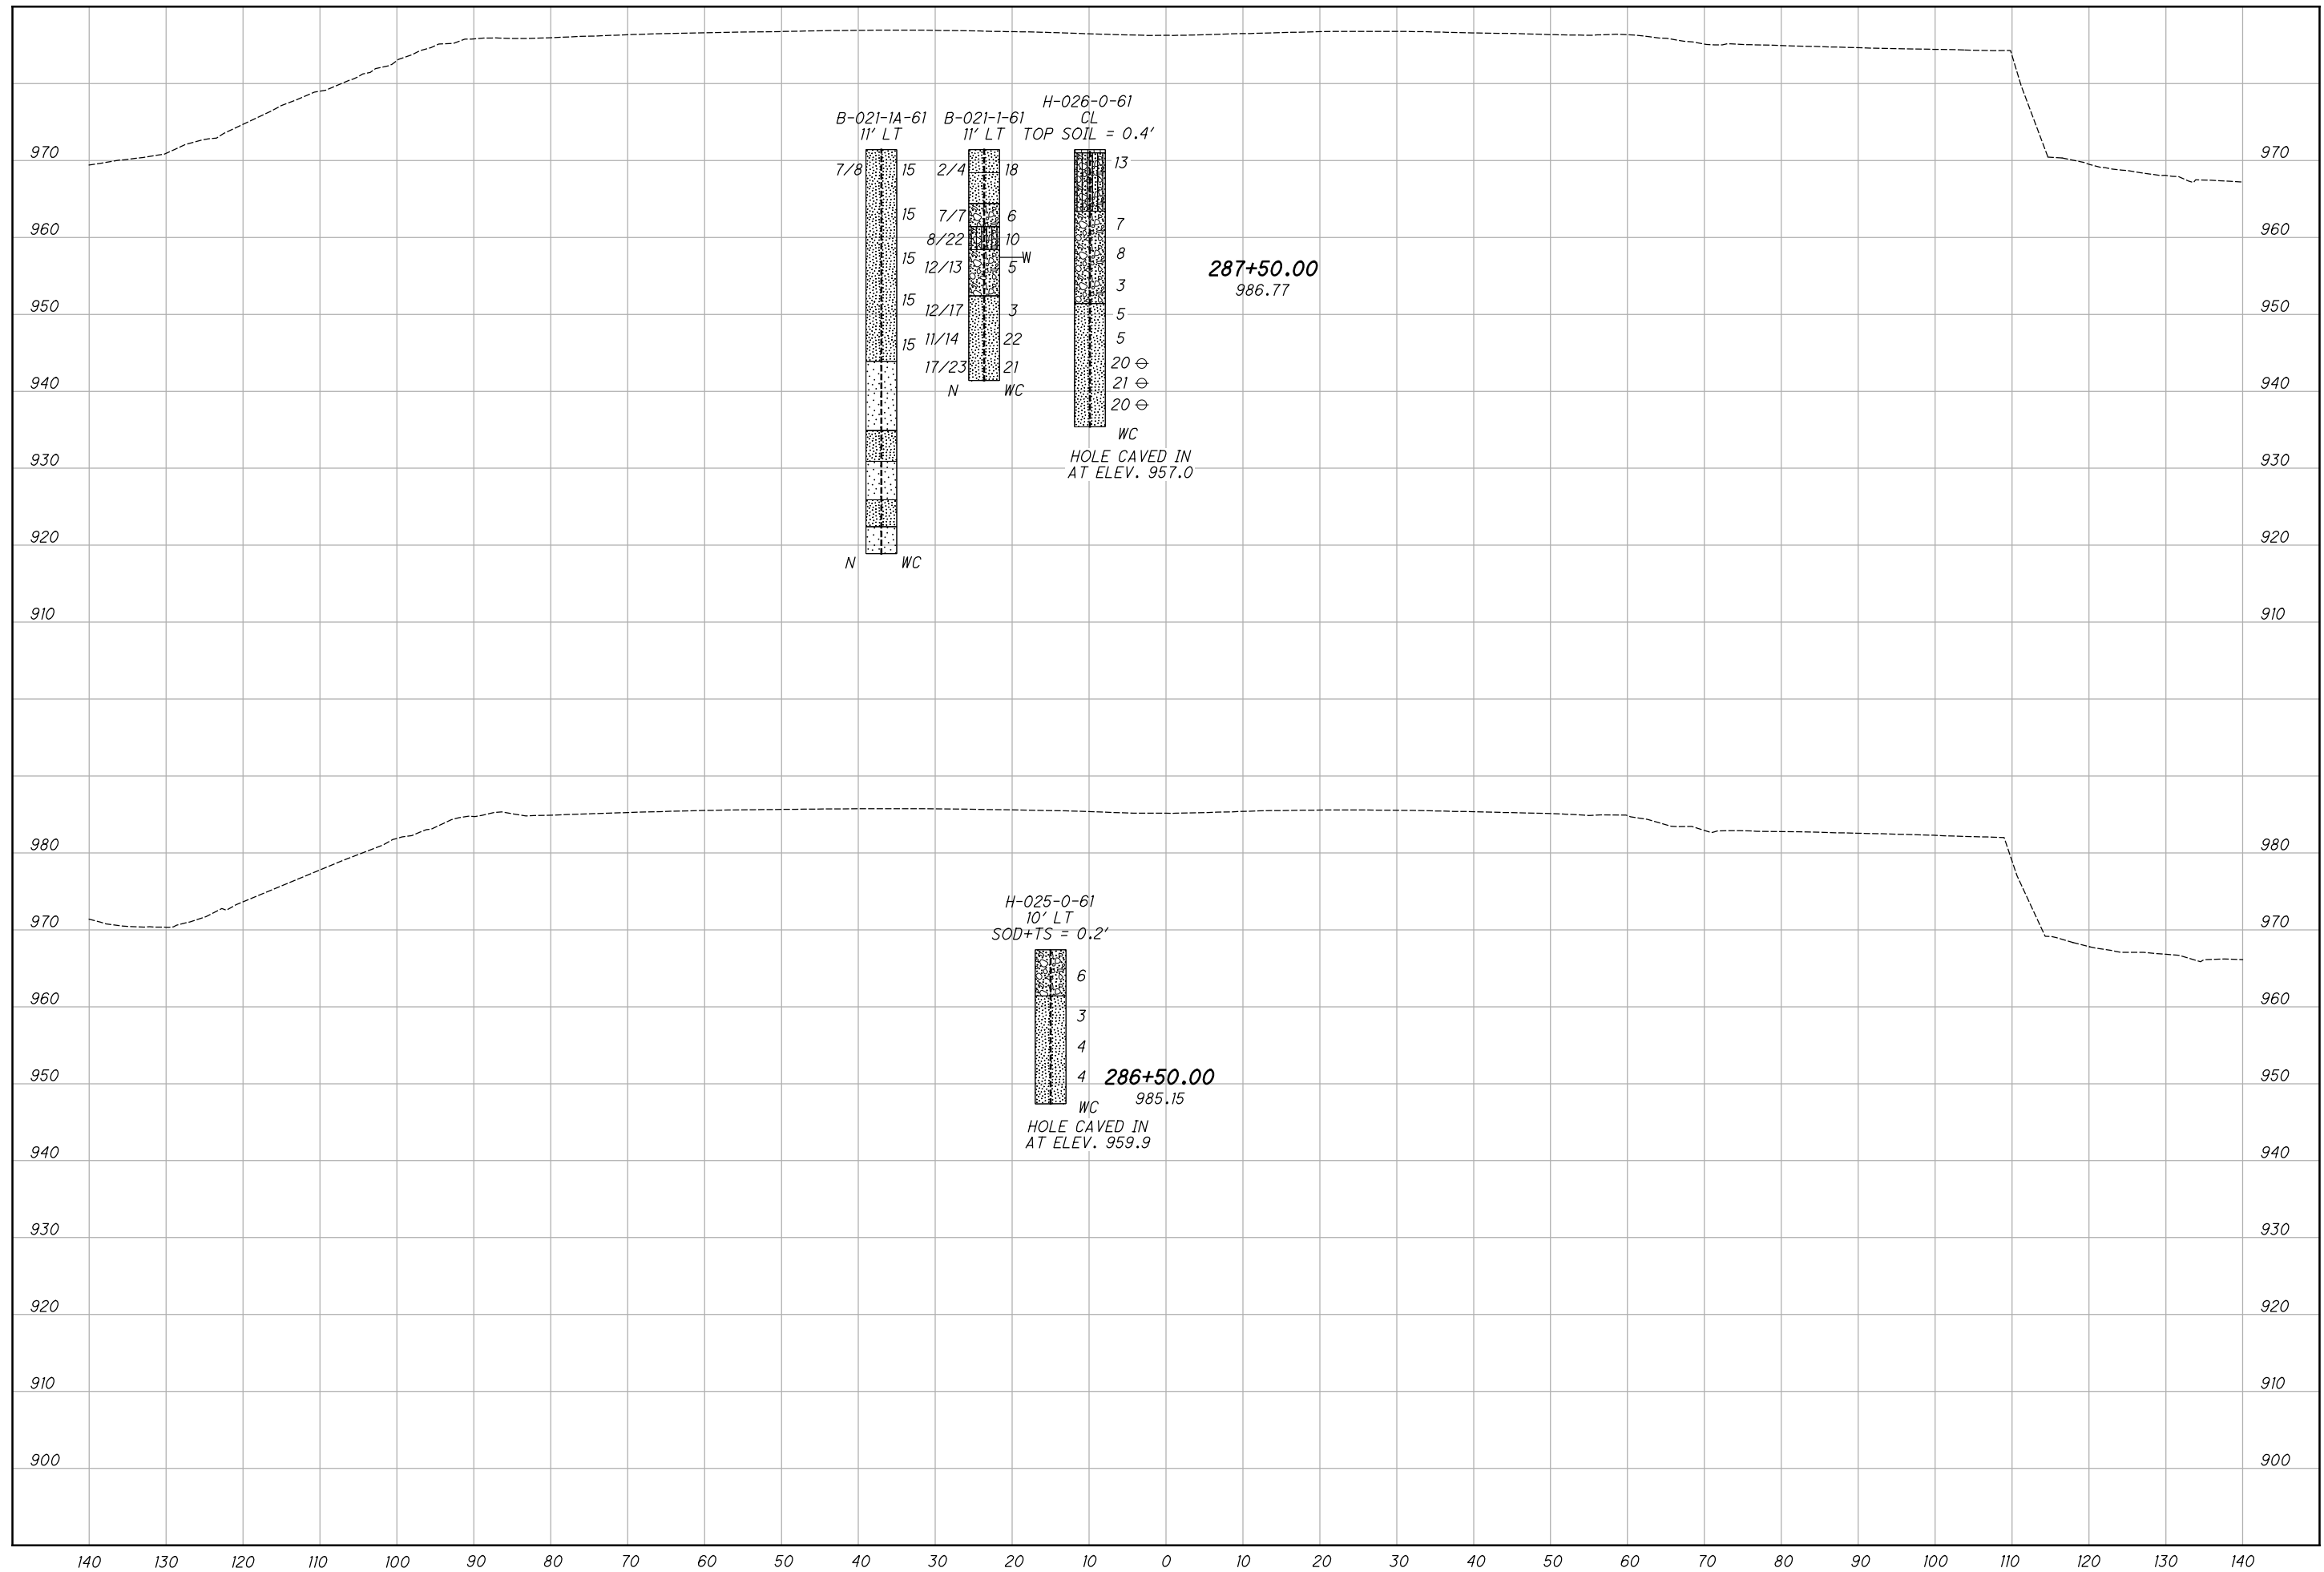 H-026-0-61
B-021-1A-61 B-021-1-61 CL
11' LT 11' LT TOP SOIL = 0.4'
970 970
7/8 15 2/4 18 13
15 7/7 6 7
960 960
8/22 10 8
15 12/13 5 W
287+50.00
986.77
3
15
950 950
12/17 3 5
15 11/14 22 5
17/23 21 20
21
940 940
N WC
20
WC
HOLE CAVED IN
930 930
AT ELEV. 957.0
920 920
N WC
910 910
980 980
H-025-0-61
10' LT
970 970
SOD+TS = 0.2'
6
960 960
3
4
950 950
4 286+50.00
985.15
WC
HOLE CAVED IN
AT ELEV. 959.9
940 940
930 930
920 920
910 910
900 900
140 130 120 110 100 90 80 70 60 50 40 30 20 10 0 10 20 30 40 50 60 70 80 90 100 110 120 130 140